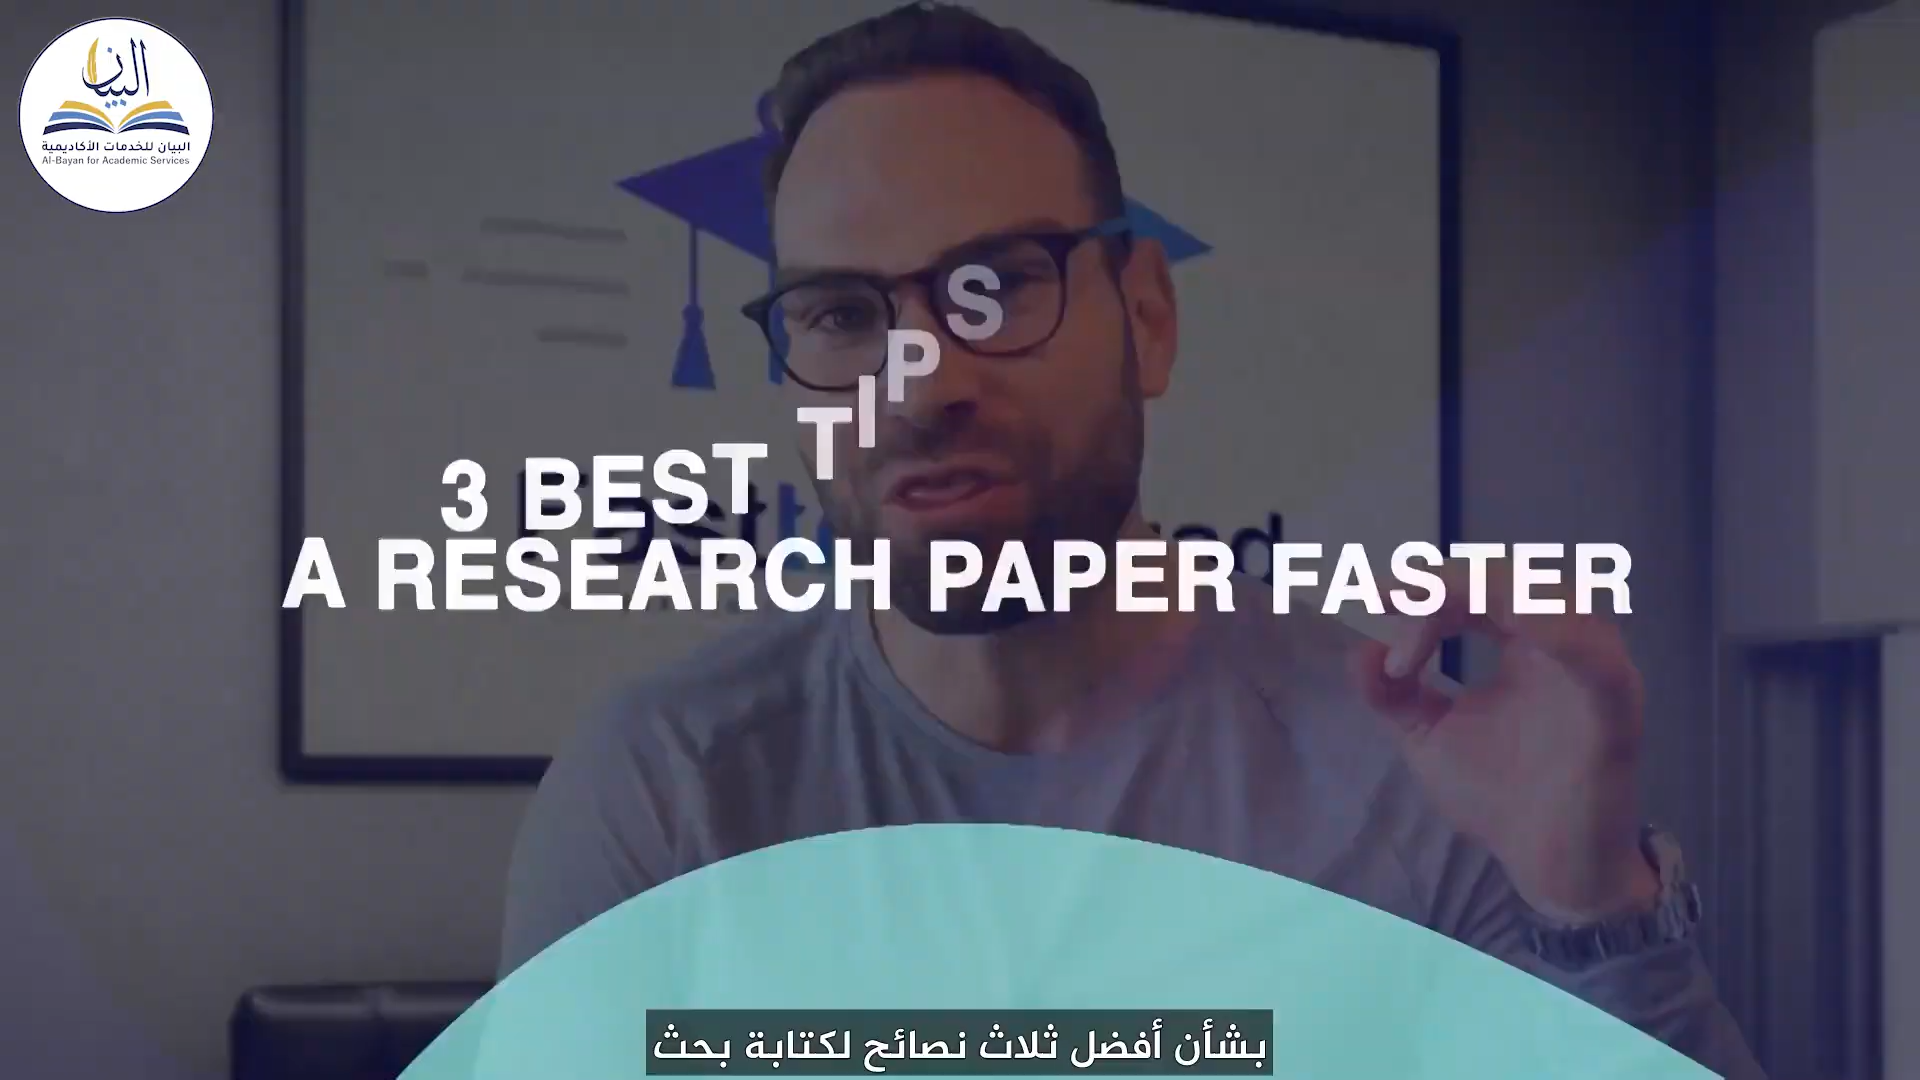 البيان
البيان للخدمات الأكاديمية
Al-Bayan for Academic Services
3 BEST TIPS
A RESEARCH PAPER FASTER
بشأن أفضل ثلاث نصائح لكتابة بحث